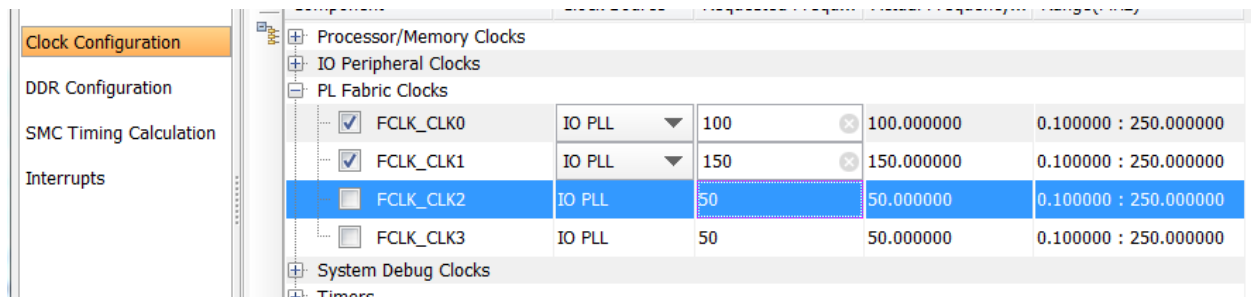 Clock Configuration
DDR Configuration
SMC Timing Calculation
Interrupts
Processor/Memory Clocks
IO Peripheral Clocks
PL Fabric Clocks
FCLK_CLK0 IO PLL 100 100.000000 0.100000 : 250.000000
FCLK_CLK1 IO PLL 150 150.000000 0.100000 : 250.000000
FCLK_CLK2 IO PLL 50 50.000000 0.100000 : 250.000000
FCLK_CLK3 IO PLL 50 50.000000 0.100000 : 250.000000
System Debug Clocks
Timers